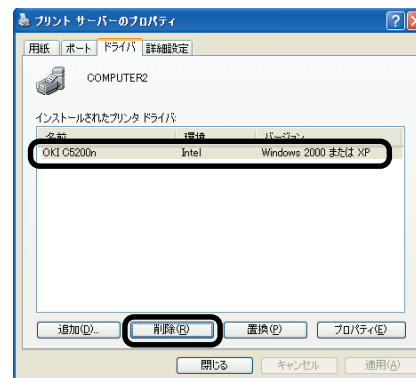 プリント サーバーのプロパティ
用紙 ポート ドライバ 詳細設定
COMPUTER2
インストールされたプリンタ ドライバ:
名前 環境 バージョン
OKI C5200n Intel Windows 2000 または XP
追加(D)... 削除(R) 置換(P) プロパティ(E)
閉じる キャンセル 適用(A)